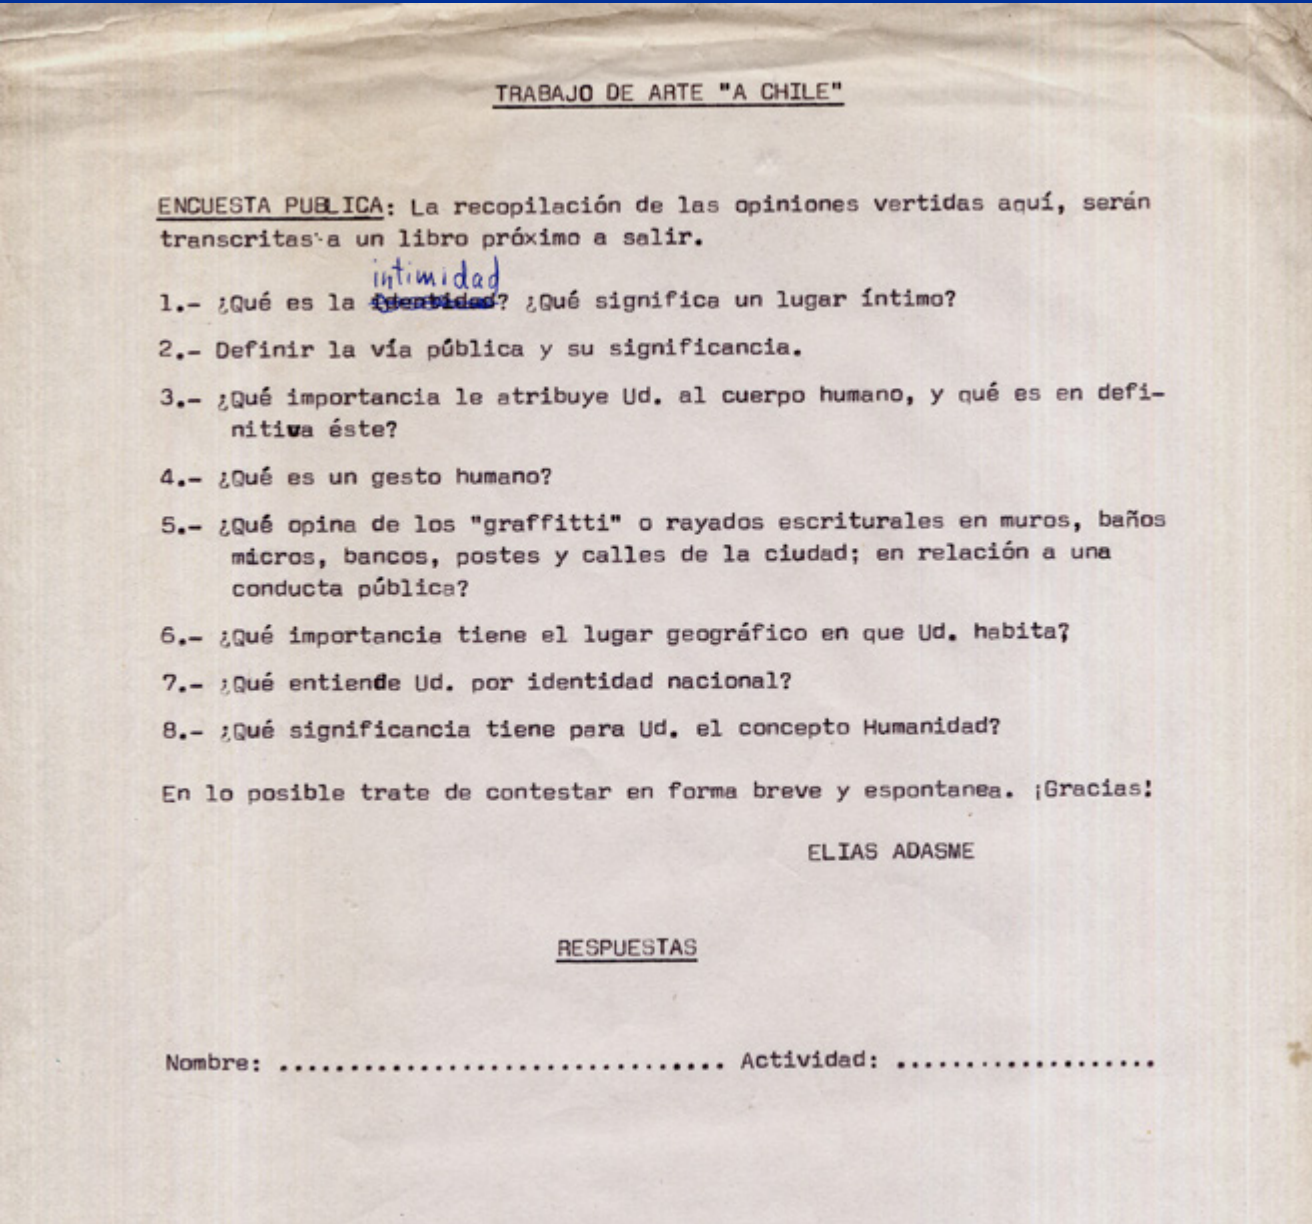 TRABAJO DE ARTE "A CHILE"
ENCUESTA PUBLICA: La recopilación de las opiniones vertidas aquí, serán
transcritas a un libro próximo a salir.
intimidad
1.- ¿Qué es la identidad? ¿Qué significa un lugar íntimo?
2.- Definir la vía pública y su significancia.
3.- ¿Qué importancia le atribuye Ud. al cuerpo humano, y qué es en defi-
nitiva éste?
4.- ¿Qué es un gesto humano?
5.- ¿Qué opina de los "graffitti" o rayados escriturales en muros, baños
micros, bancos, postes y calles de la ciudad; en relación a una
conducta pública?
6.- ¿Qué importancia tiene el lugar geográfico en que Ud. habita?
7.- ¿Qué entiende Ud. por identidad nacional?
8.- ¿Qué significancia tiene para Ud. el concepto Humanidad?
En lo posible trate de contestar en forma breve y espontanea. ¡Gracias!
ELIAS ADASME
RESPUESTAS
Nombre: ................................ Actividad: ...................